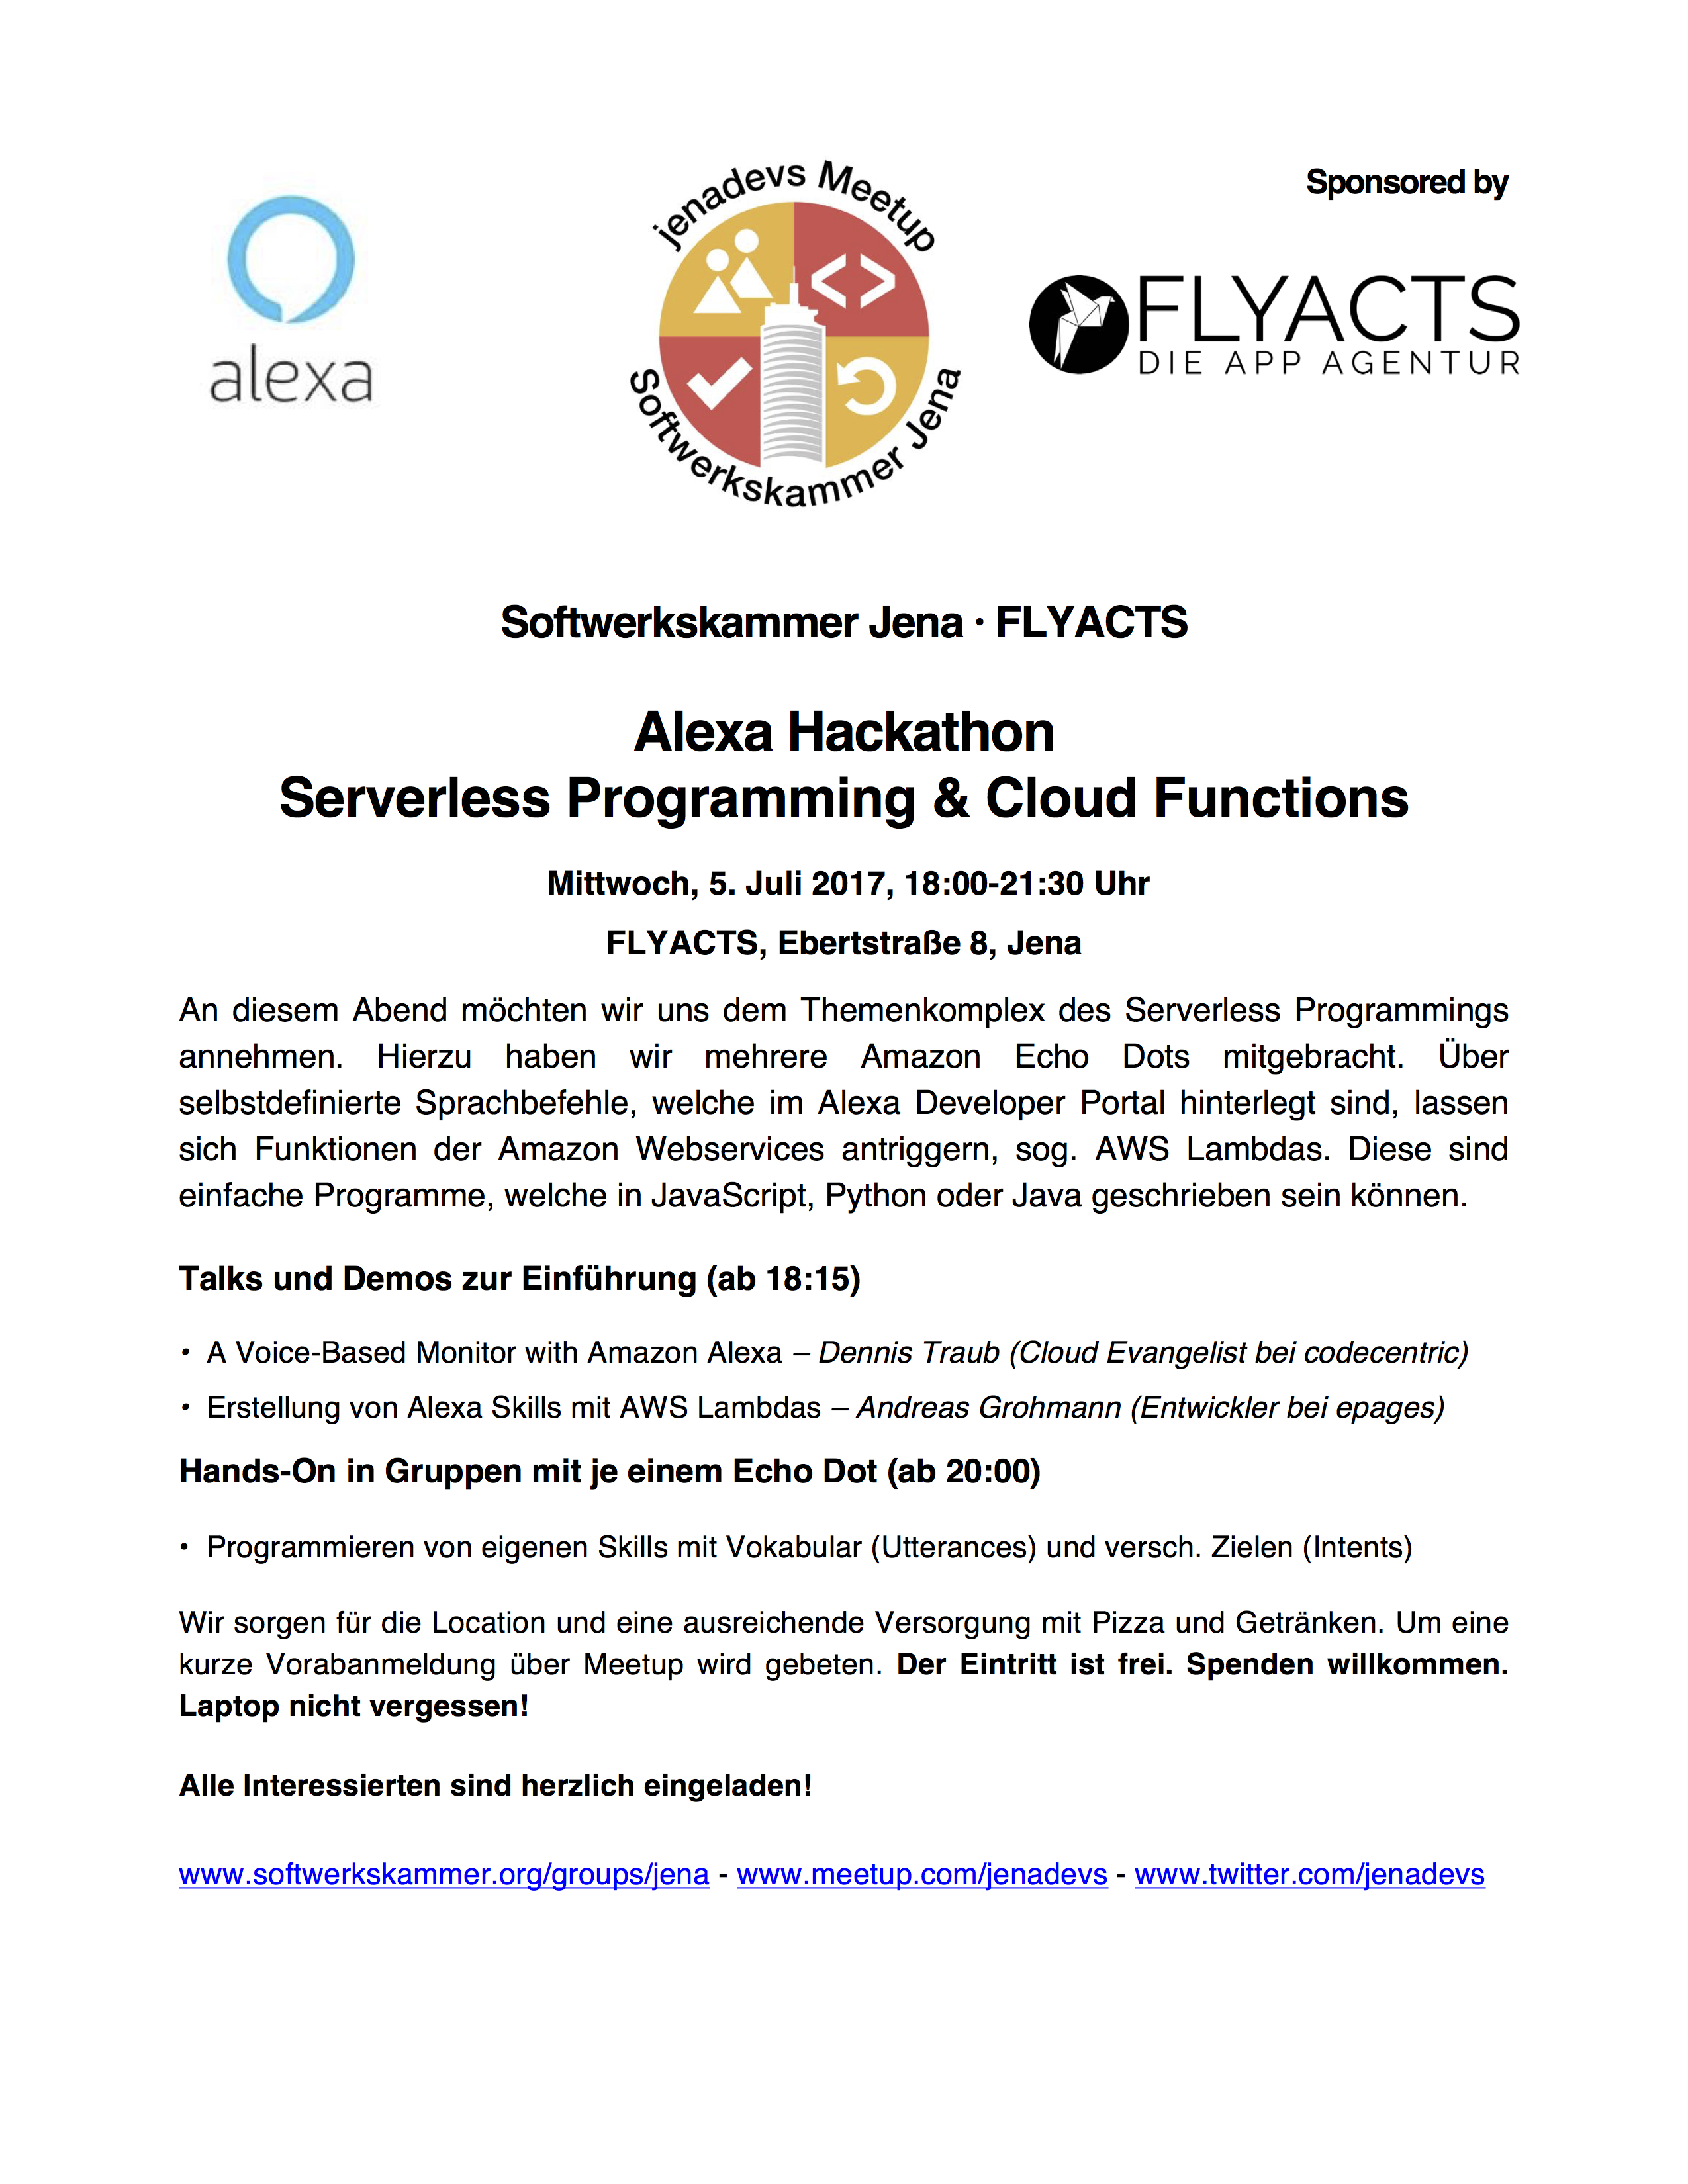 alexa
jenadevs Meetup
Softwerkskammer Jena
Sponsored by
FLYACTS
DIE APP AGENTUR
Softwerkskammer Jena · FLYACTS
Alexa Hackathon
Serverless Programming & Cloud Functions
Mittwoch, 5. Juli 2017, 18:00-21:30 Uhr
FLYACTS, Ebertstraße 8, Jena
An diesem Abend möchten wir uns dem Themenkomplex des Serverless Programmings
annehmen. Hierzu haben wir mehrere Amazon Echo Dots mitgebracht. Über
selbstdefinierte Sprachbefehle, welche im Alexa Developer Portal hinterlegt sind, lassen
sich Funktionen der Amazon Webservices antriggern, sog. AWS Lambdas. Diese sind
einfache Programme, welche in JavaScript, Python oder Java geschrieben sein können.
Talks und Demos zur Einführung (ab 18:15)
• A Voice-Based Monitor with Amazon Alexa – Dennis Traub (Cloud Evangelist bei codecentric)
• Erstellung von Alexa Skills mit AWS Lambdas – Andreas Grohmann (Entwickler bei epages)
Hands-On in Gruppen mit je einem Echo Dot (ab 20:00)
• Programmieren von eigenen Skills mit Vokabular (Utterances) und versch. Zielen (Intents)
Wir sorgen für die Location und eine ausreichende Versorgung mit Pizza und Getränken. Um eine
kurze Vorabanmeldung über Meetup wird gebeten. Der Eintritt ist frei. Spenden willkommen.
Laptop nicht vergessen!
Alle Interessierten sind herzlich eingeladen!
www.softwerkskammer.org/groups/jena - www.meetup.com/jenadevs - www.twitter.com/jenadevs